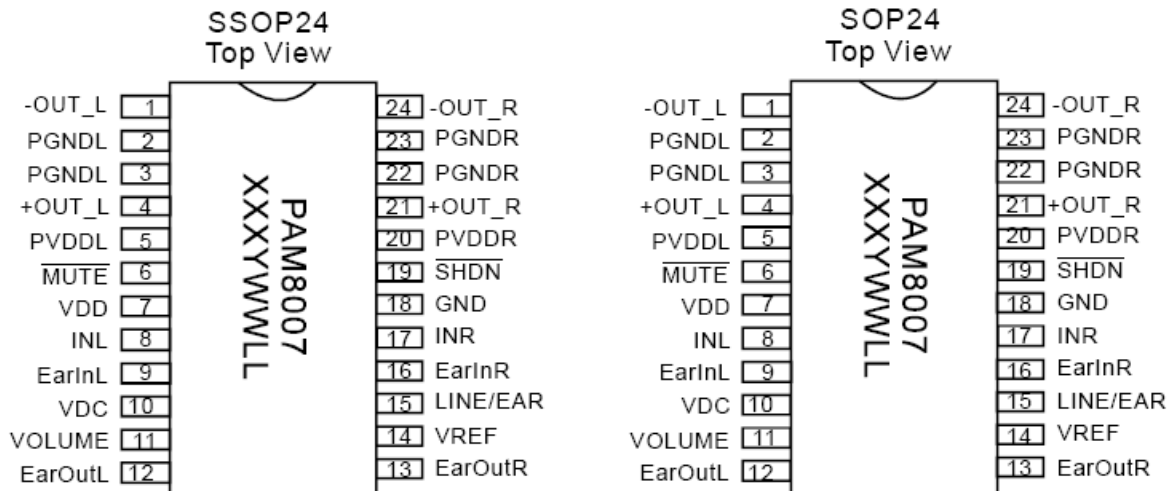 SSOP24
Top View
-OUT_L 1 24 -OUT_R
PGNDL 2 23 PGNDR
PGNDL 3 22 PGNDR
+OUT_L 4 21 +OUT_R
PVDDL 5 20 PVDDR
MUTE 6 19 SHDN
VDD 7 18 GND
INL 8 17 INR
EarInL 9 16 EarInR
VDC 10 15 LINE/EAR
VOLUME 11 14 VREF
EarOutL 12 13 EarOutR
PAM8007
XXXYWWLL
SOP24
Top View
-OUT_L 1 24 -OUT_R
PGNDL 2 23 PGNDR
PGNDL 3 22 PGNDR
+OUT_L 4 21 +OUT_R
PVDDL 5 20 PVDDR
MUTE 6 19 SHDN
VDD 7 18 GND
INL 8 17 INR
EarInL 9 16 EarInR
VDC 10 15 LINE/EAR
VOLUME 11 14 VREF
EarOutL 12 13 EarOutR
PAM8007
XXXYWWLL